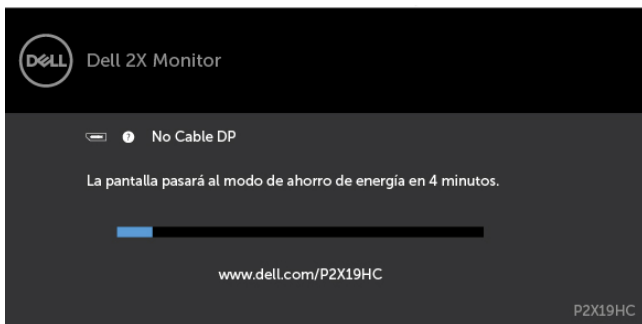 DELL
Dell 2X Monitor
? No Cable DP
La pantalla pasará al modo de ahorro de energía en 4 minutos.
www.dell.com/P2X19HC
P2X19HC